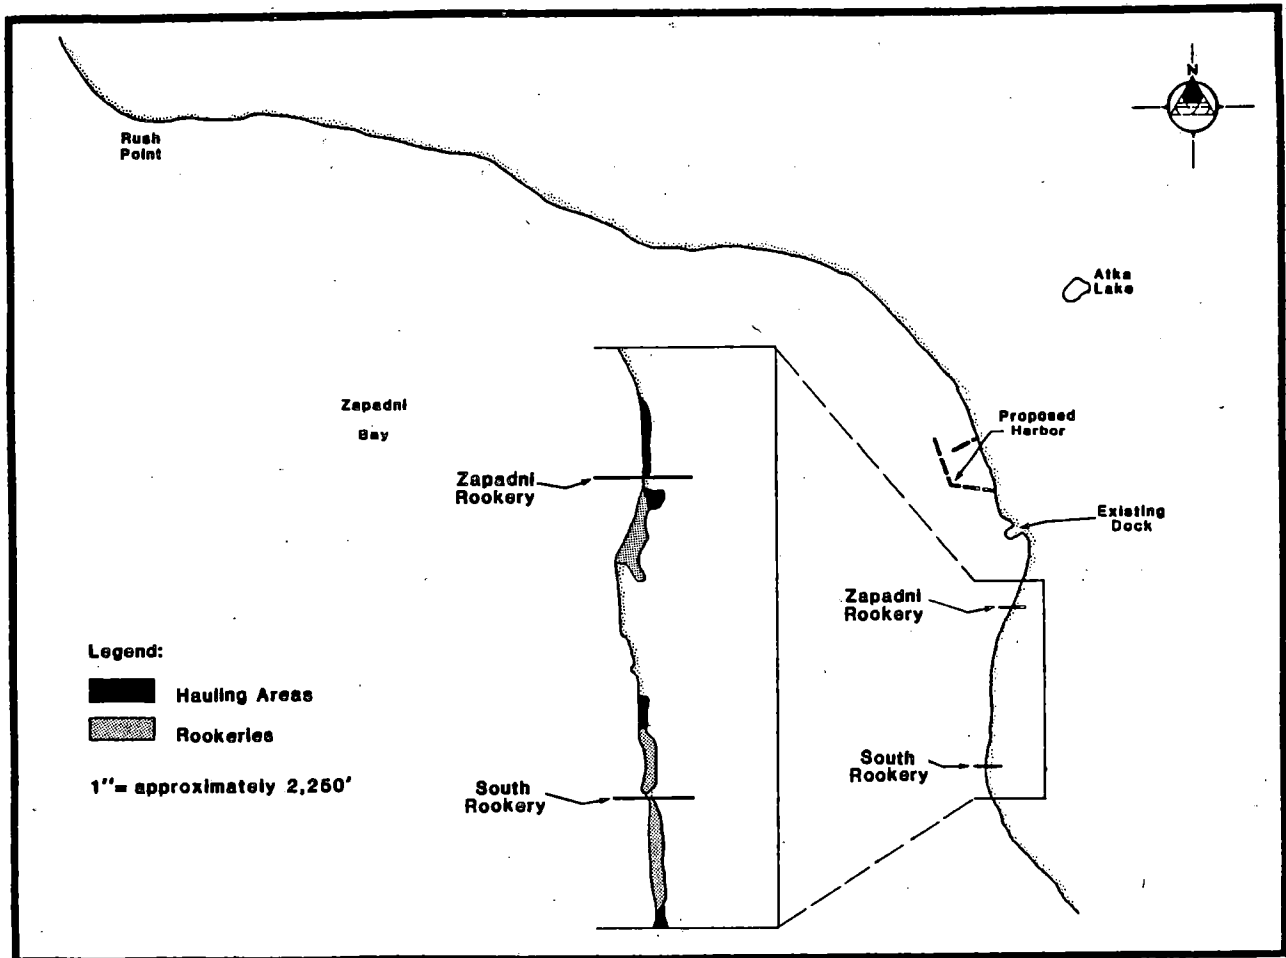 N
Rush
Point
Atka
Lake
Zapadni
Bay
Proposed
Harbor
Zapadni
Rookery
Existing
Dock
Zapadni
Rookery
Legend:
Hauling Areas
Rookeries
South
Rookery
South
Rookery
1"= approximately 2,250'